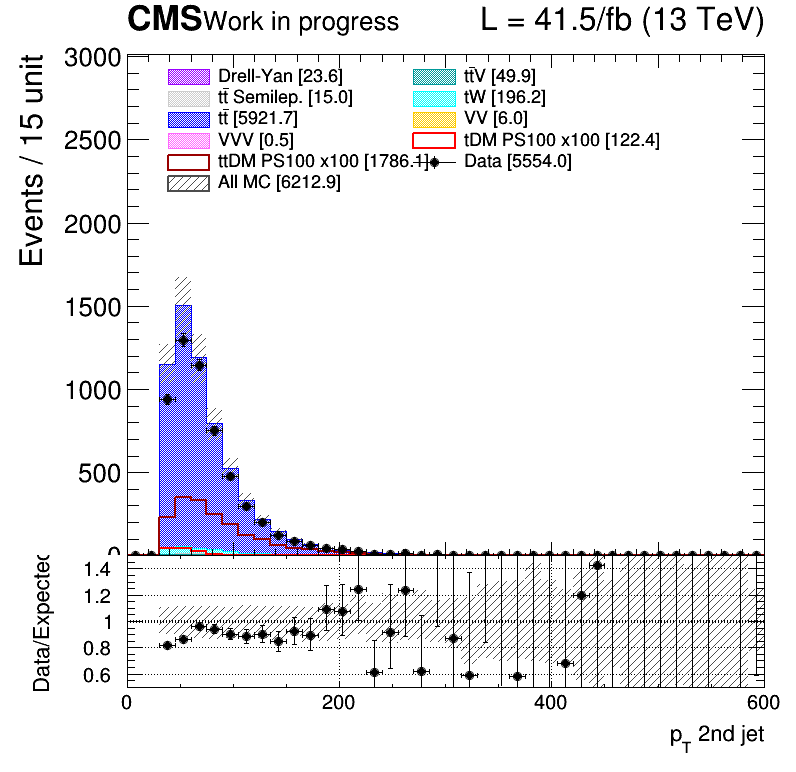 CMS Work in progress L = 41.5/fb (13 TeV)
Events / 15 unit
3000
2500
2000
1500
1000
500
0
Drell-Yan [23.6] tt̄V [49.9]
tt̄ Semilep. [15.0] tW [196.2]
tt̄ [5921.7] VV [6.0]
VVV [0.5] tDM PS100 x100 [122.4]
ttDM PS100 x100 [1786.1] Data [5554.0]
All MC [6212.9]
Data/Expected
1.4
1.2
1
0.8
0.6
0 200 400 600
p_T 2nd jet